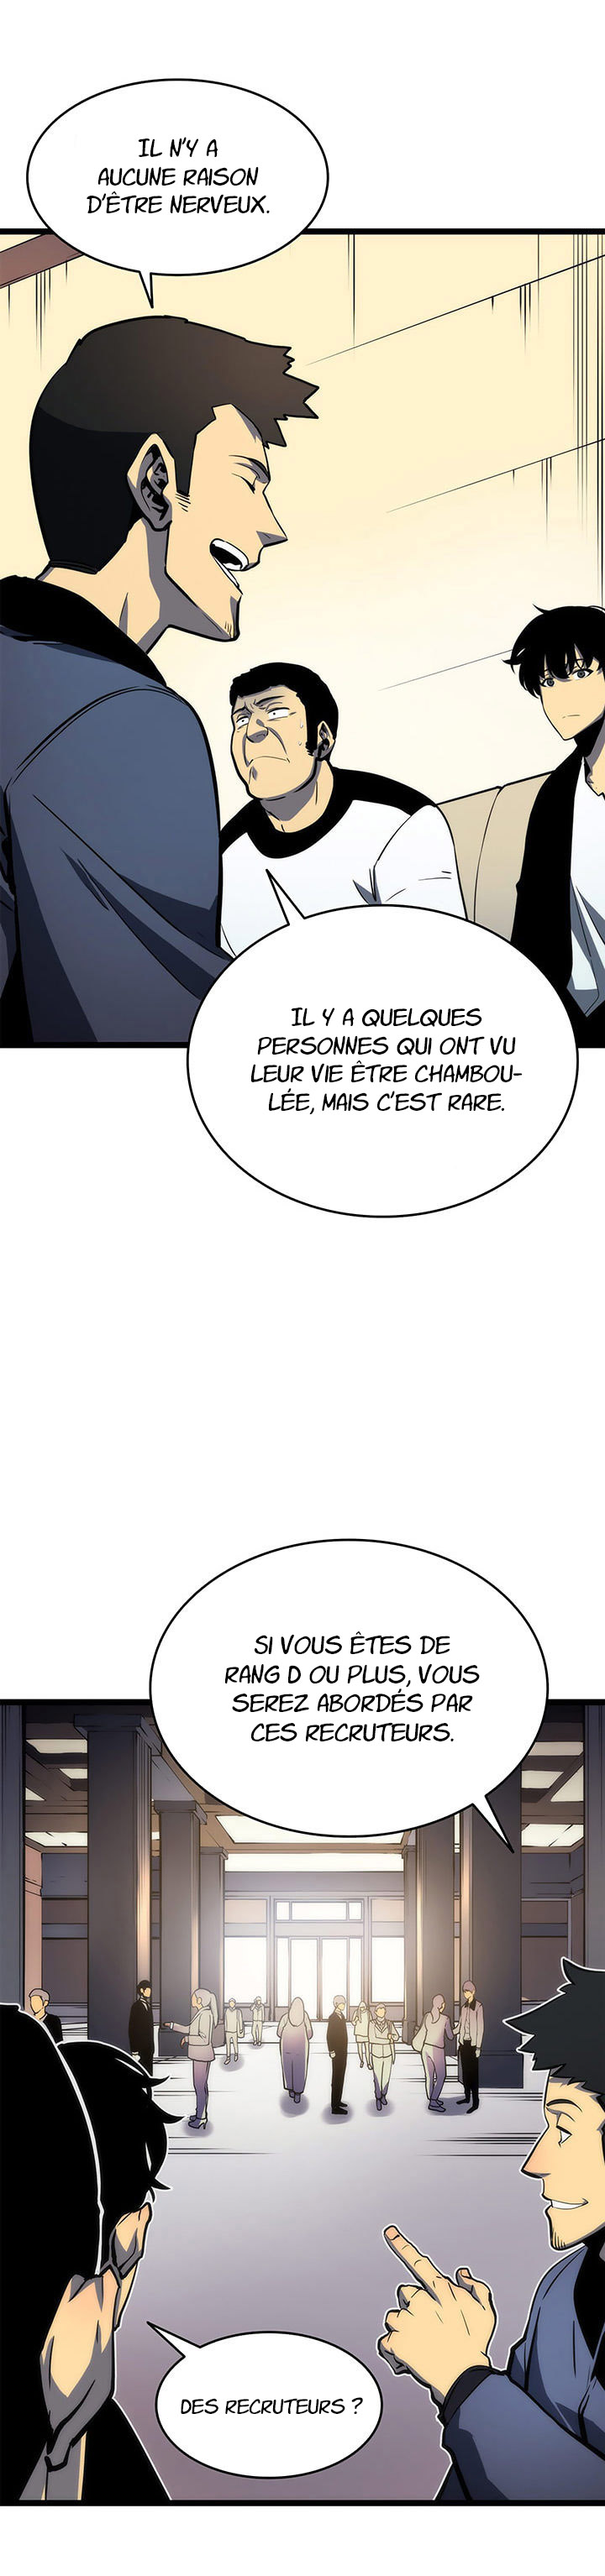 IL N'Y A
AUCUNE RAISON
D'ÊTRE NERVEUX.
IL Y A QUELQUES
PERSONNES QUI ONT VU
LEUR VIE ÊTRE CHAMBOU-
LÉE, MAIS C'EST RARE.
SI VOUS ÊTES DE
RANG D OU PLUS, VOUS
SEREZ ABORDÉS PAR
CES RECRUTEURS.
DES RECRUTEURS ?